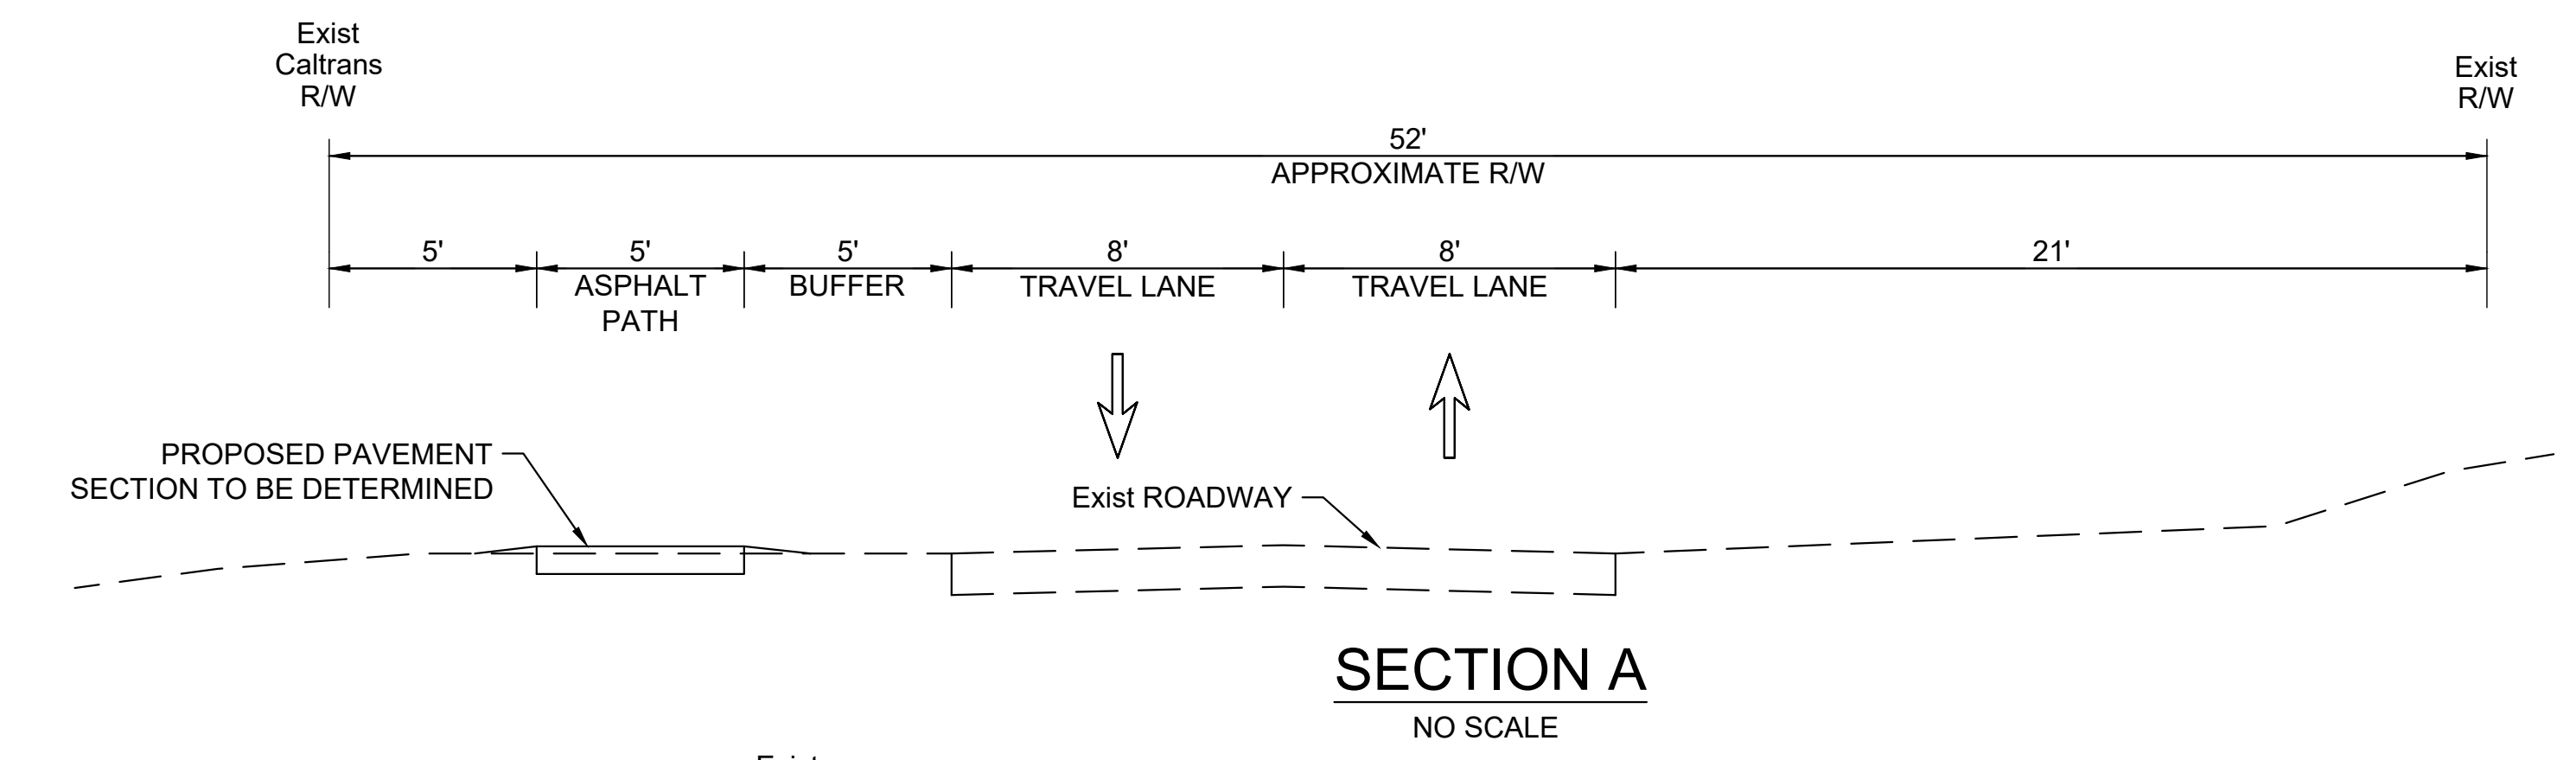 Exist
Caltrans
R/W
Exist
R/W
52'
APPROXIMATE R/W
5'
5'
5'
8'
8'
21'
ASPHALT
PATH
BUFFER
TRAVEL LANE
TRAVEL LANE
PROPOSED PAVEMENT
SECTION TO BE DETERMINED
Exist ROADWAY
SECTION A
NO SCALE
Exist